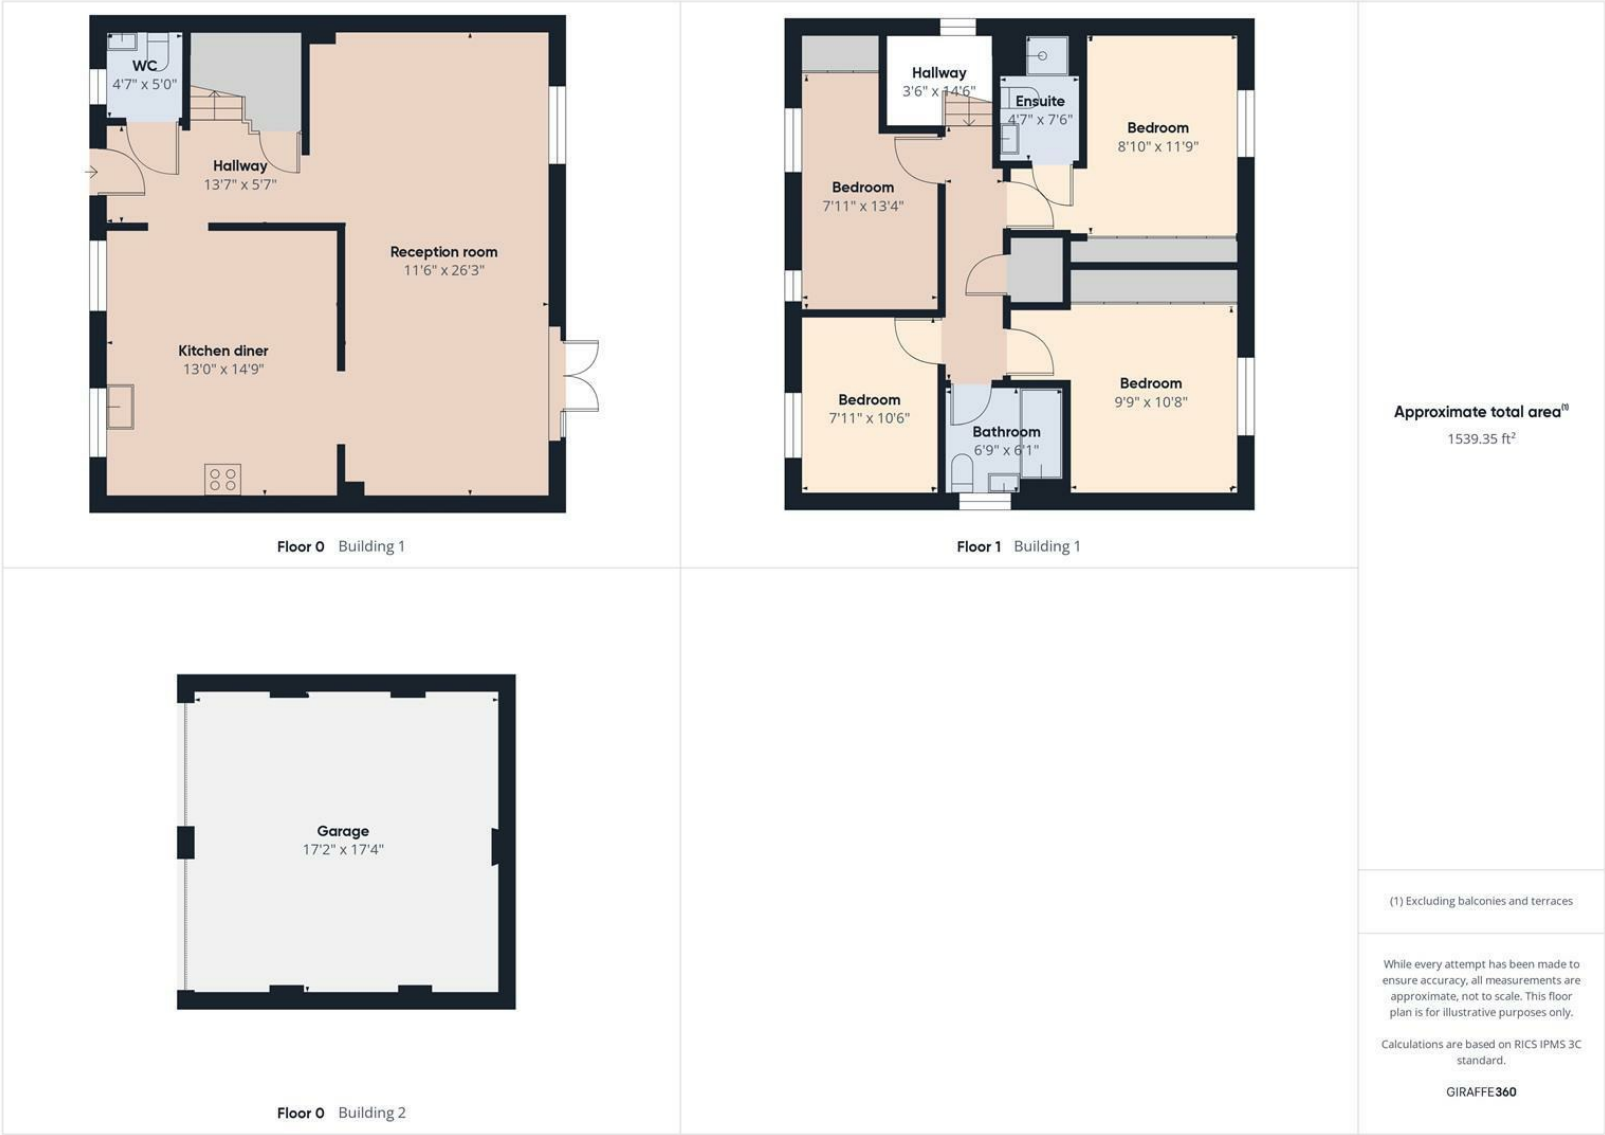 WC
4'7" x 5'0"
Hallway
13'7" x 5'7"
Reception room
11'6" x 26'3"
Kitchen diner
13'0" x 14'9"
Floor 0 Building 1
Hallway
3'6" x 14'6"
Ensuite
4'7" x 7'6"
Bedroom
8'10" x 11'9"
Bedroom
7'11" x 13'4"
Bedroom
9'9" x 10'8"
Bedroom
7'11" x 10'6"
Bathroom
6'9" x 6'1"
Floor 1 Building 1
Garage
17'2" x 17'4"
Floor 0 Building 2
Approximate total area(1)
1539.35 ft²
(1) Excluding balconies and terraces
While every attempt has been made to
ensure accuracy, all measurements are
approximate, not to scale. This floor
plan is for illustrative purposes only.
Calculations are based on RICS IPMS 3C
standard.
GIRAFFE360